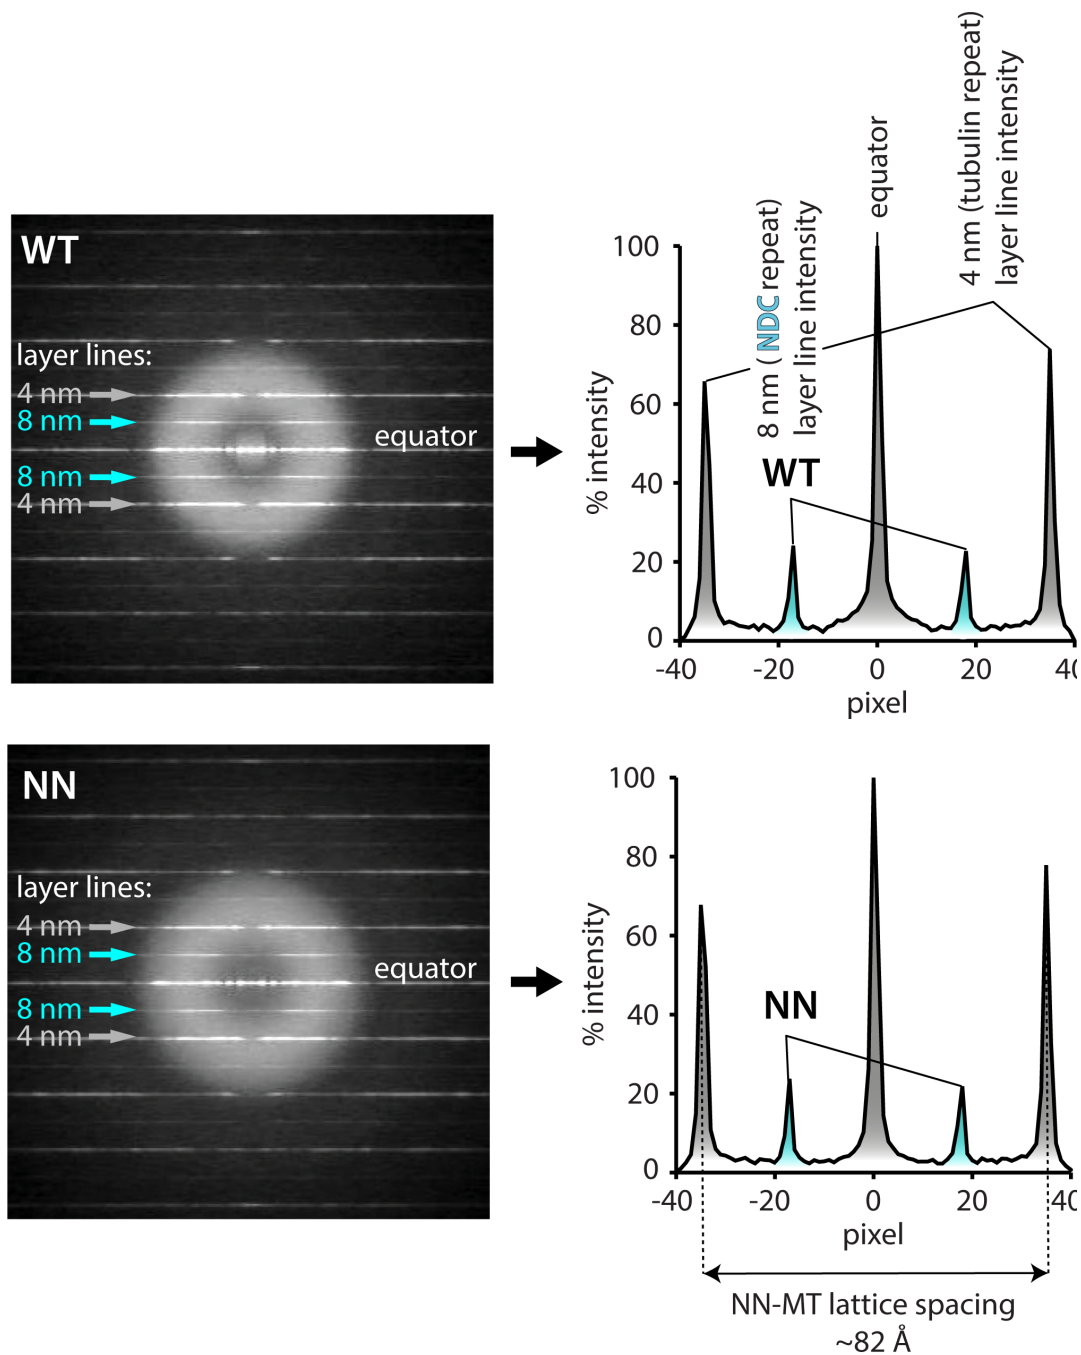 WT
layer lines:
4 nm
8 nm
equator
8 nm
4 nm
8 nm (NDC repeat)
layer line intensity
equator
4 nm (tubulin repeat)
layer line intensity
% intensity
100
80
60
40
20
0
WT
-40
-20
0
20
40
pixel
NN
layer lines:
4 nm
8 nm
equator
8 nm
4 nm
% intensity
100
80
60
40
20
0
NN
-40
-20
0
20
40
pixel
NN-MT lattice spacing
~82 Å